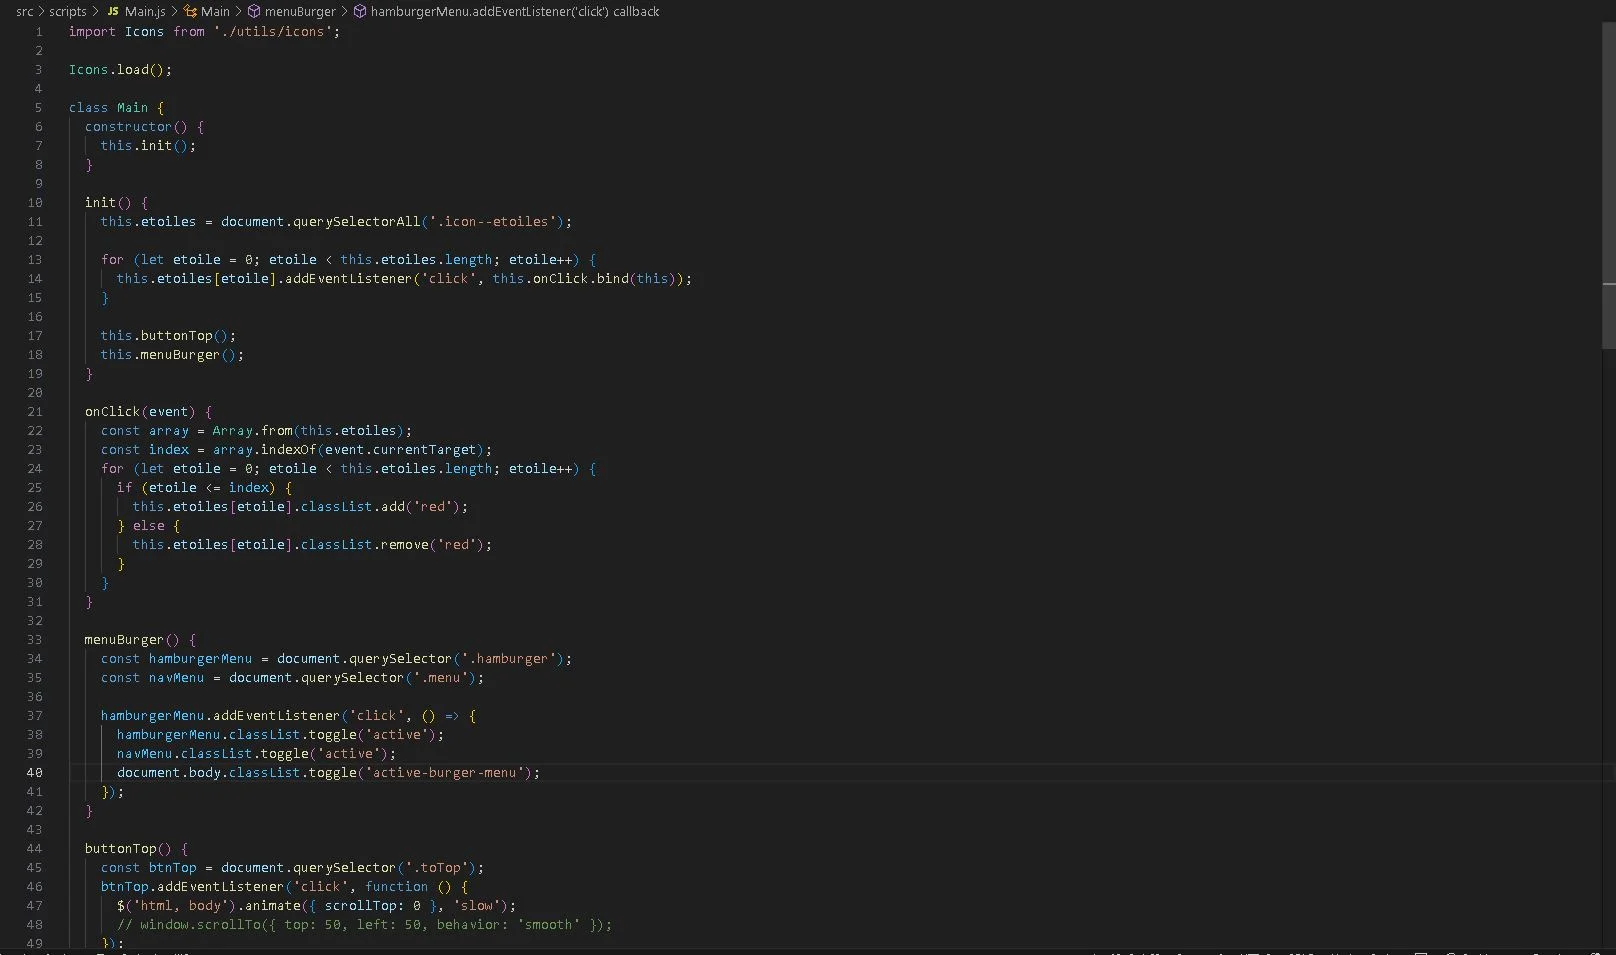 src > scripts > JS Main.js > Main > menuBurger > hamburgerMenu.addEventListener('click') callback
1 import Icons from './utils/icons';
2
3 Icons.load();
4
5 class Main {
6   constructor() {
7     this.init();
8   }
9
10   init() {
11     this.etoiles = document.querySelectorAll('.icon--etoiles');
12
13     for (let etoile = 0; etoile < this.etoiles.length; etoile++) {
14       this.etoiles[etoile].addEventListener('click', this.onClick.bind(this));
15     }
16
17     this.buttonTop();
18     this.menuBurger();
19   }
20
21   onClick(event) {
22     const array = Array.from(this.etoiles);
23     const index = array.indexOf(event.currentTarget);
24     for (let etoile = 0; etoile < this.etoiles.length; etoile++) {
25       if (etoile <= index) {
26         this.etoiles[etoile].classList.add('red');
27       } else {
28         this.etoiles[etoile].classList.remove('red');
29       }
30     }
31   }
32
33   menuBurger() {
34     const hamburgerMenu = document.querySelector('.hamburger');
35     const navMenu = document.querySelector('.menu');
36
37     hamburgerMenu.addEventListener('click', () => {
38       hamburgerMenu.classList.toggle('active');
39       navMenu.classList.toggle('active');
40       document.body.classList.toggle('active-burger-menu');
41     });
42   }
43
44   buttonTop() {
45     const btnTop = document.querySelector('.toTop');
46     btnTop.addEventListener('click', function () {
47       $('html, body').animate({ scrollTop: 0 }, 'slow');
48       // window.scrollTo({ top: 50, left: 50, behavior: 'smooth' });
49     });